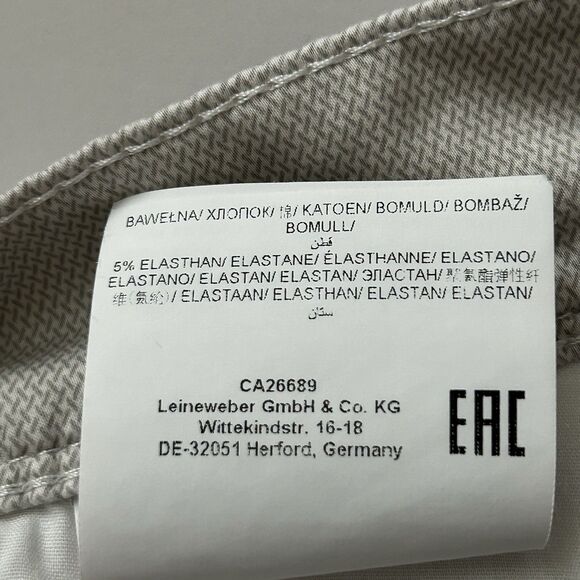 BAWEŁNA/ ХЛОПОК/ 棉/ KATOEN/ BOMULD/ BOMBAŽ/
BOMULL/
قطن
5% ELASTHAN/ ELASTANE/ ÉLASTHANNE/ ELASTANO/
ELASTANO/ ELASTAN/ ELASTAN/ ЭЛАСТАН/ 聚氨酯弹性纤
维(氨纶)/ ELASTAAN/ ELASTHAN/ ELASTAN/ ELASTAN/
ستان/
CA26689
Leineweber GmbH & Co. KG
Wittekindstr. 16-18
DE-32051 Herford, Germany
EAC